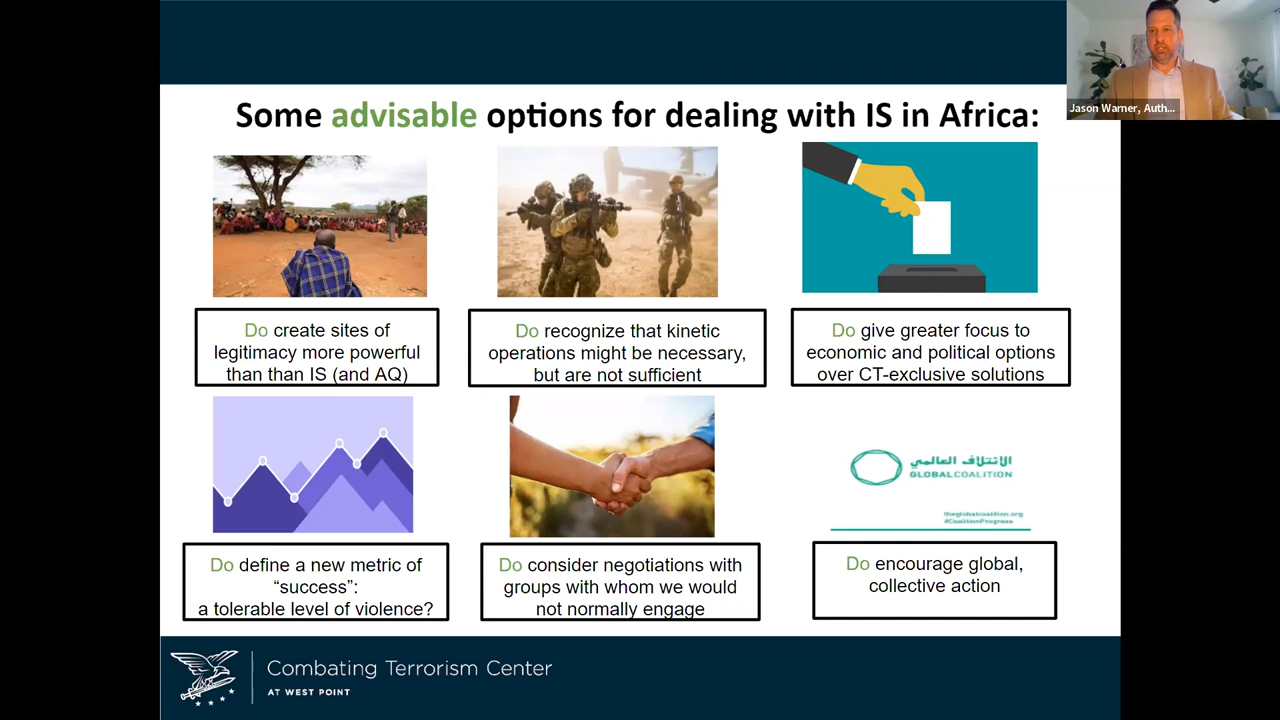 Jason Warner, Auth...
Some advisable options for dealing with IS in Africa:
Do create sites of
legitimacy more powerful
than than IS (and AQ)
Do recognize that kinetic
operations might be necessary,
but are not sufficient
Do give greater focus to
economic and political options
over CT-exclusive solutions
الائتلاف العالمي
GLOBALCOALITION
theglobalcoalition.org
#CoalitionProgress
Do define a new metric of
“success”:
a tolerable level of violence?
Do consider negotiations with
groups with whom we would
not normally engage
Do encourage global,
collective action
Combating Terrorism Center
AT WEST POINT